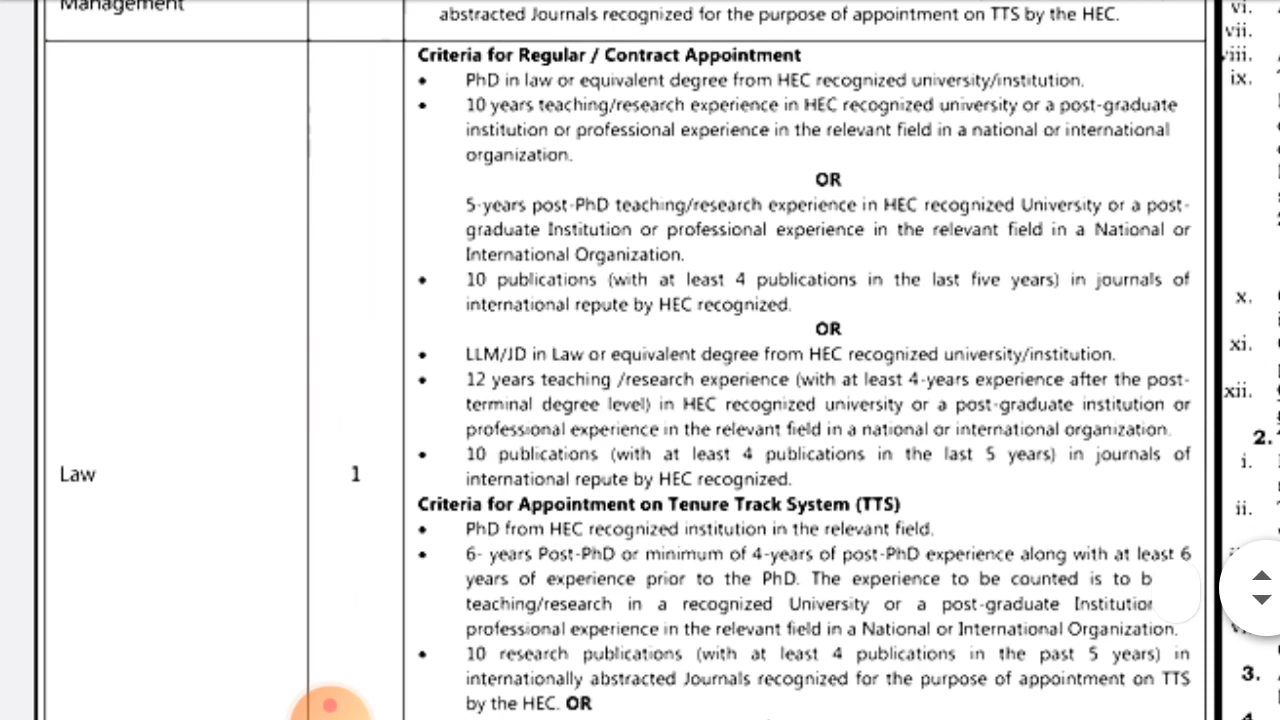 Management
abstracted Journals recognized for the purpose of appointment on TTS by the HEC.
Law
1
Criteria for Regular / Contract Appointment
• PhD in law or equivalent degree from HEC recognized university/institution.
• 10 years teaching/research experience in HEC recognized university or a post-graduate
institution or professional experience in the relevant field in a national or international
organization.
OR
5-years post-PhD teaching/research experience in HEC recognized University or a post-
graduate Institution or professional experience in the relevant field in a National or
International Organization.
• 10 publications (with at least 4 publications in the last five years) in journals of
international repute by HEC recognized.
OR
• LLM/JD in Law or equivalent degree from HEC recognized university/institution.
• 12 years teaching /research experience (with at least 4-years experience after the post-
terminal degree level) in HEC recognized university or a post-graduate institution or
professional experience in the relevant field in a national or international organization.
• 10 publications (with at least 4 publications in the last 5 years) in journals of
international repute by HEC recognized.
Criteria for Appointment on Tenure Track System (TTS)
• PhD from HEC recognized institution in the relevant field.
• 6- years Post-PhD or minimum of 4-years of post-PhD experience along with at least 6
years of experience prior to the PhD. The experience to be counted is to b
teaching/research in a recognized University or a post-graduate Institution
professional experience in the relevant field in a National or International Organization.
• 10 research publications (with at least 4 publications in the past 5 years) in
internationally abstracted Journals recognized for the purpose of appointment on TTS
by the HEC. OR
vi.
vii.
viii.
ix.
x.
xi.
xii.
2.
i.
ii.
3.